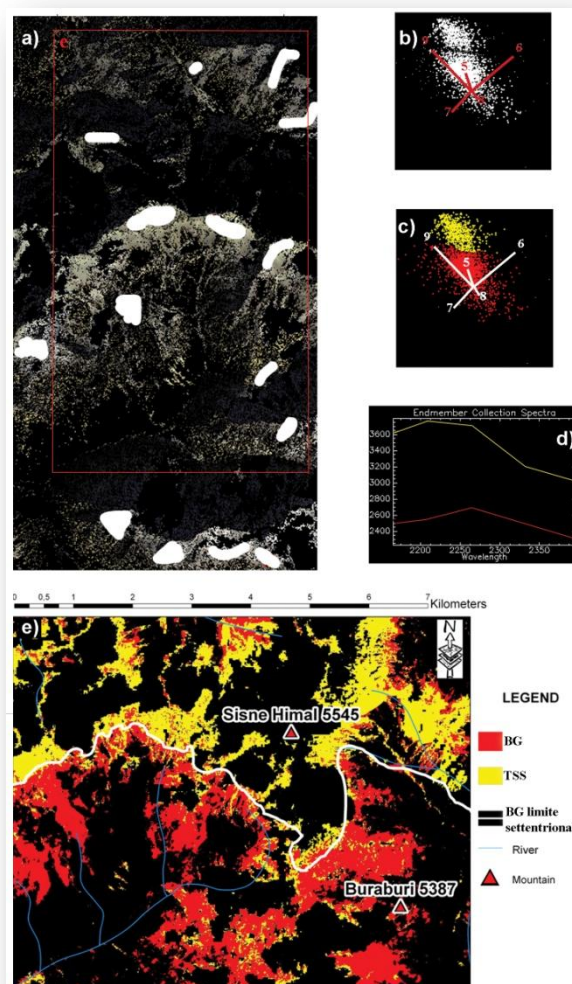 a)
e
b)
9
6
5
7
c)
9
6
5
7
8
Endmember Collection Spectra
d)
3600
3400
3200
3000
2800
2600
2400
2200
2250
2300
2350
Wavelength
0 0,5 1 2 3 4 5 6 7
Kilometers
e)
N
Sisne Himal 5545
Buraburi 5387
LEGEND
BG
TSS
BG limite
settentriona
River
Mountain